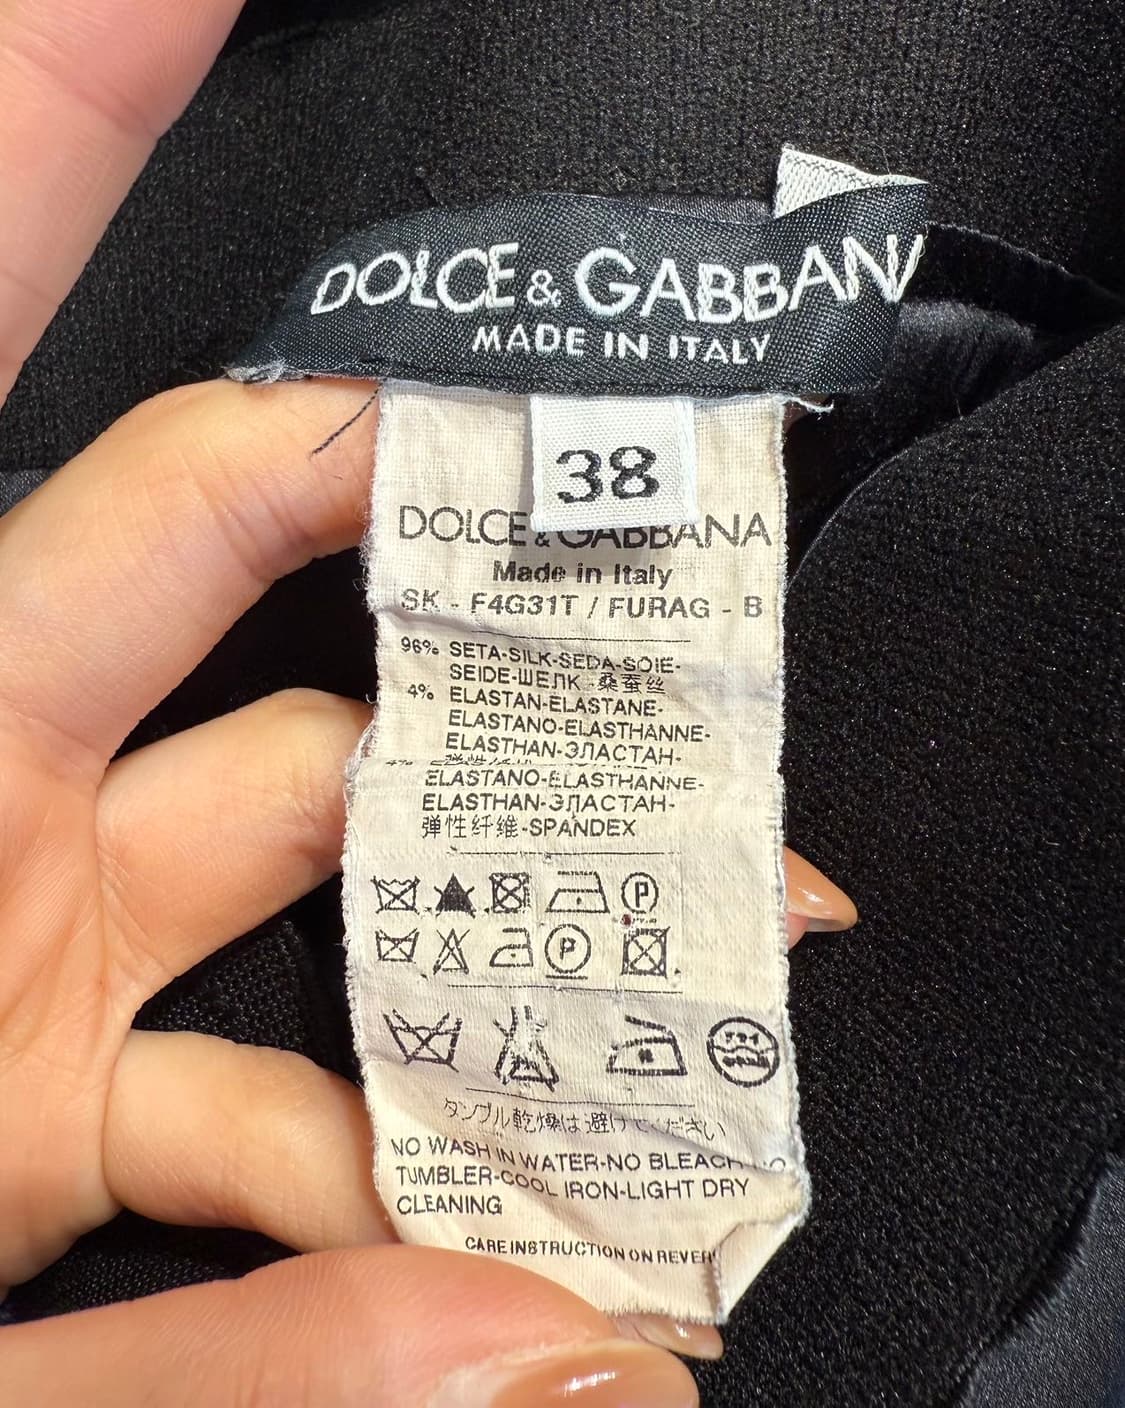 DOLCE & GABBAN
MADE IN ITALY
38
DOLCE & GABBANA
Made in Italy
SK - F4G31T / FURAG - B
96% SETA-SILK-SEDA-SOIE-
SEIDE-ШЕЛК 桑蚕丝
4% ELASTAN-ELASTANE-
ELASTANO-ELASTHANNE-
ELASTHAN-ЭЛАСТАН-
4%
ELASTANO-ELASTHANNE-
ELASTHAN-ЭЛАСТАН-
弹性纤维-SPANDEX
P
P
タンブル乾燥は避けてください
NO WASH IN WATER-NO BLEACH-NO
TUMBLER-COOL IRON-LIGHT DRY
CLEANING
CARE INSTRUCTION ON REVER